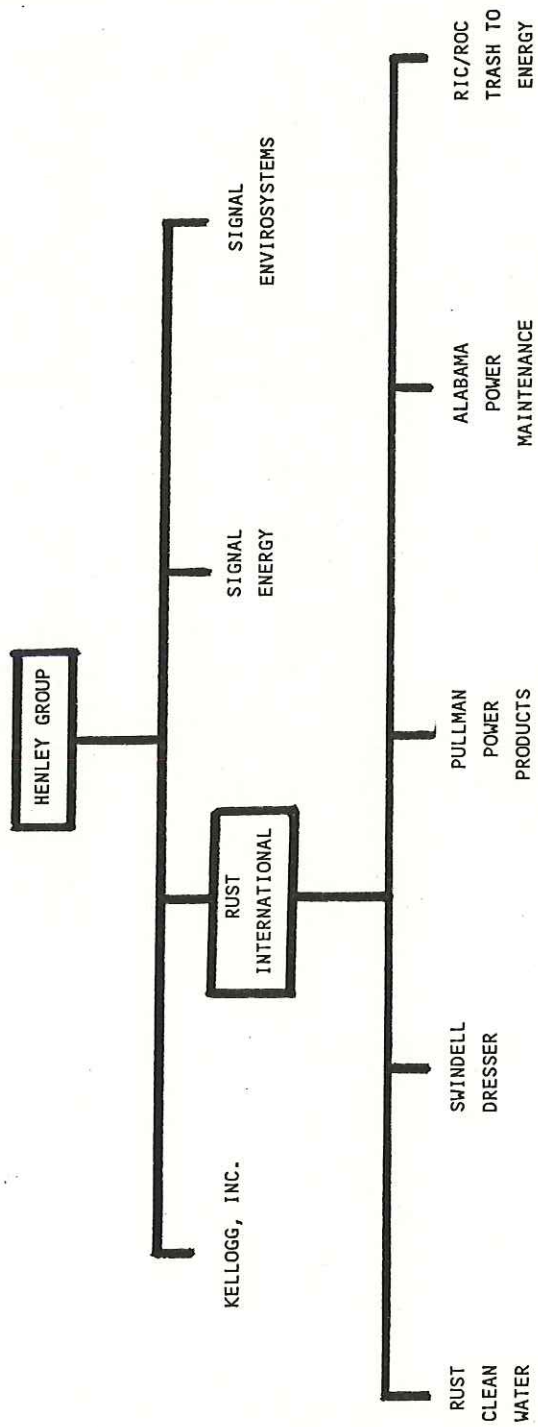 HENLEY GROUP
KELLOGG, INC.
RUST
INTERNATIONAL
SIGNAL
ENERGY
SIGNAL
ENVIROSYSTEMS
RUST
CLEAN
WATER
SWINDELL
DRESSER
PULLMAN
POWER
PRODUCTS
ALABAMA
POWER
MAINTENANCE
RIC/ROC
TRASH TO
ENERGY